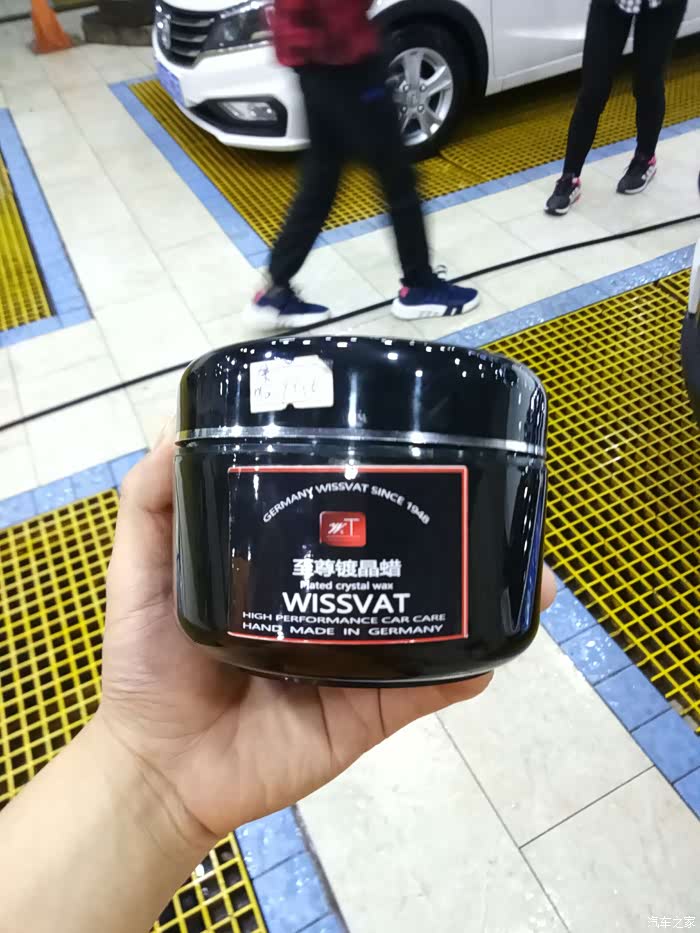 GERMANY WISSVAT SINCE 1948
至尊镀晶蜡
Plated crystal wax
WISSVAT
HIGH PERFORMANCE CAR CARE
HAND MADE IN GERMANY
汽车之家